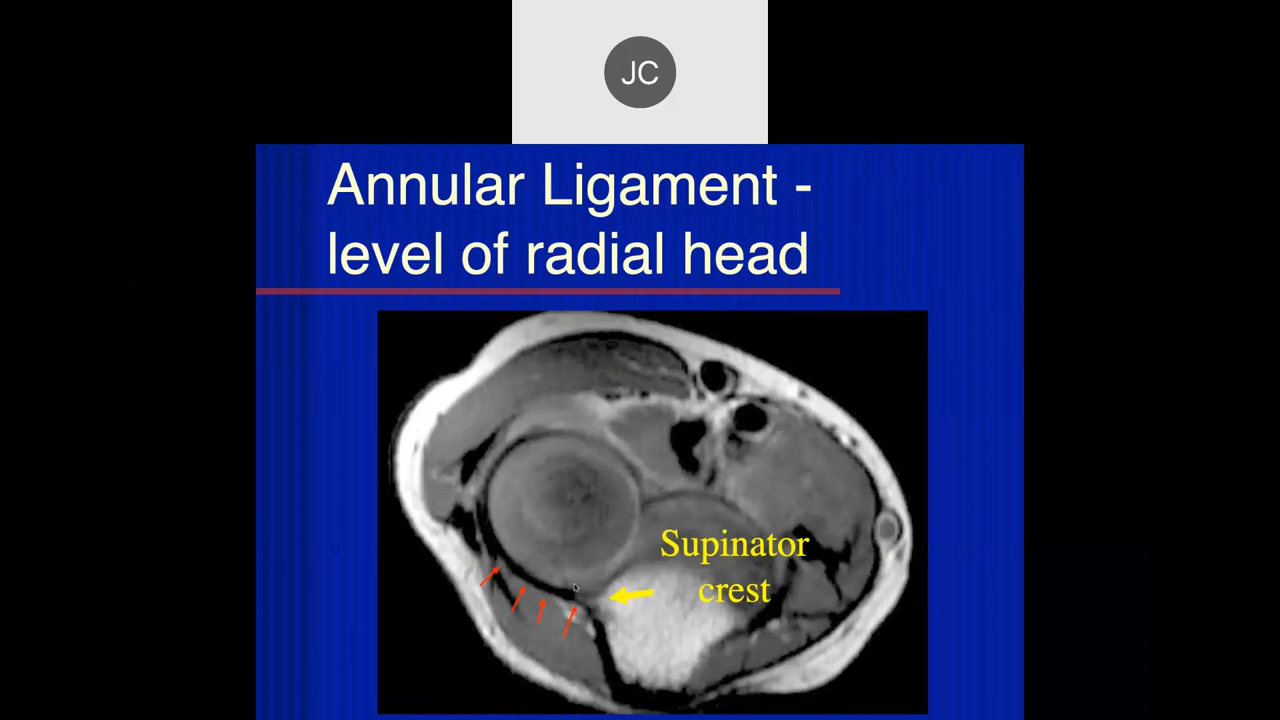 JC
Annular Ligament -
level of radial head
Supinator
crest